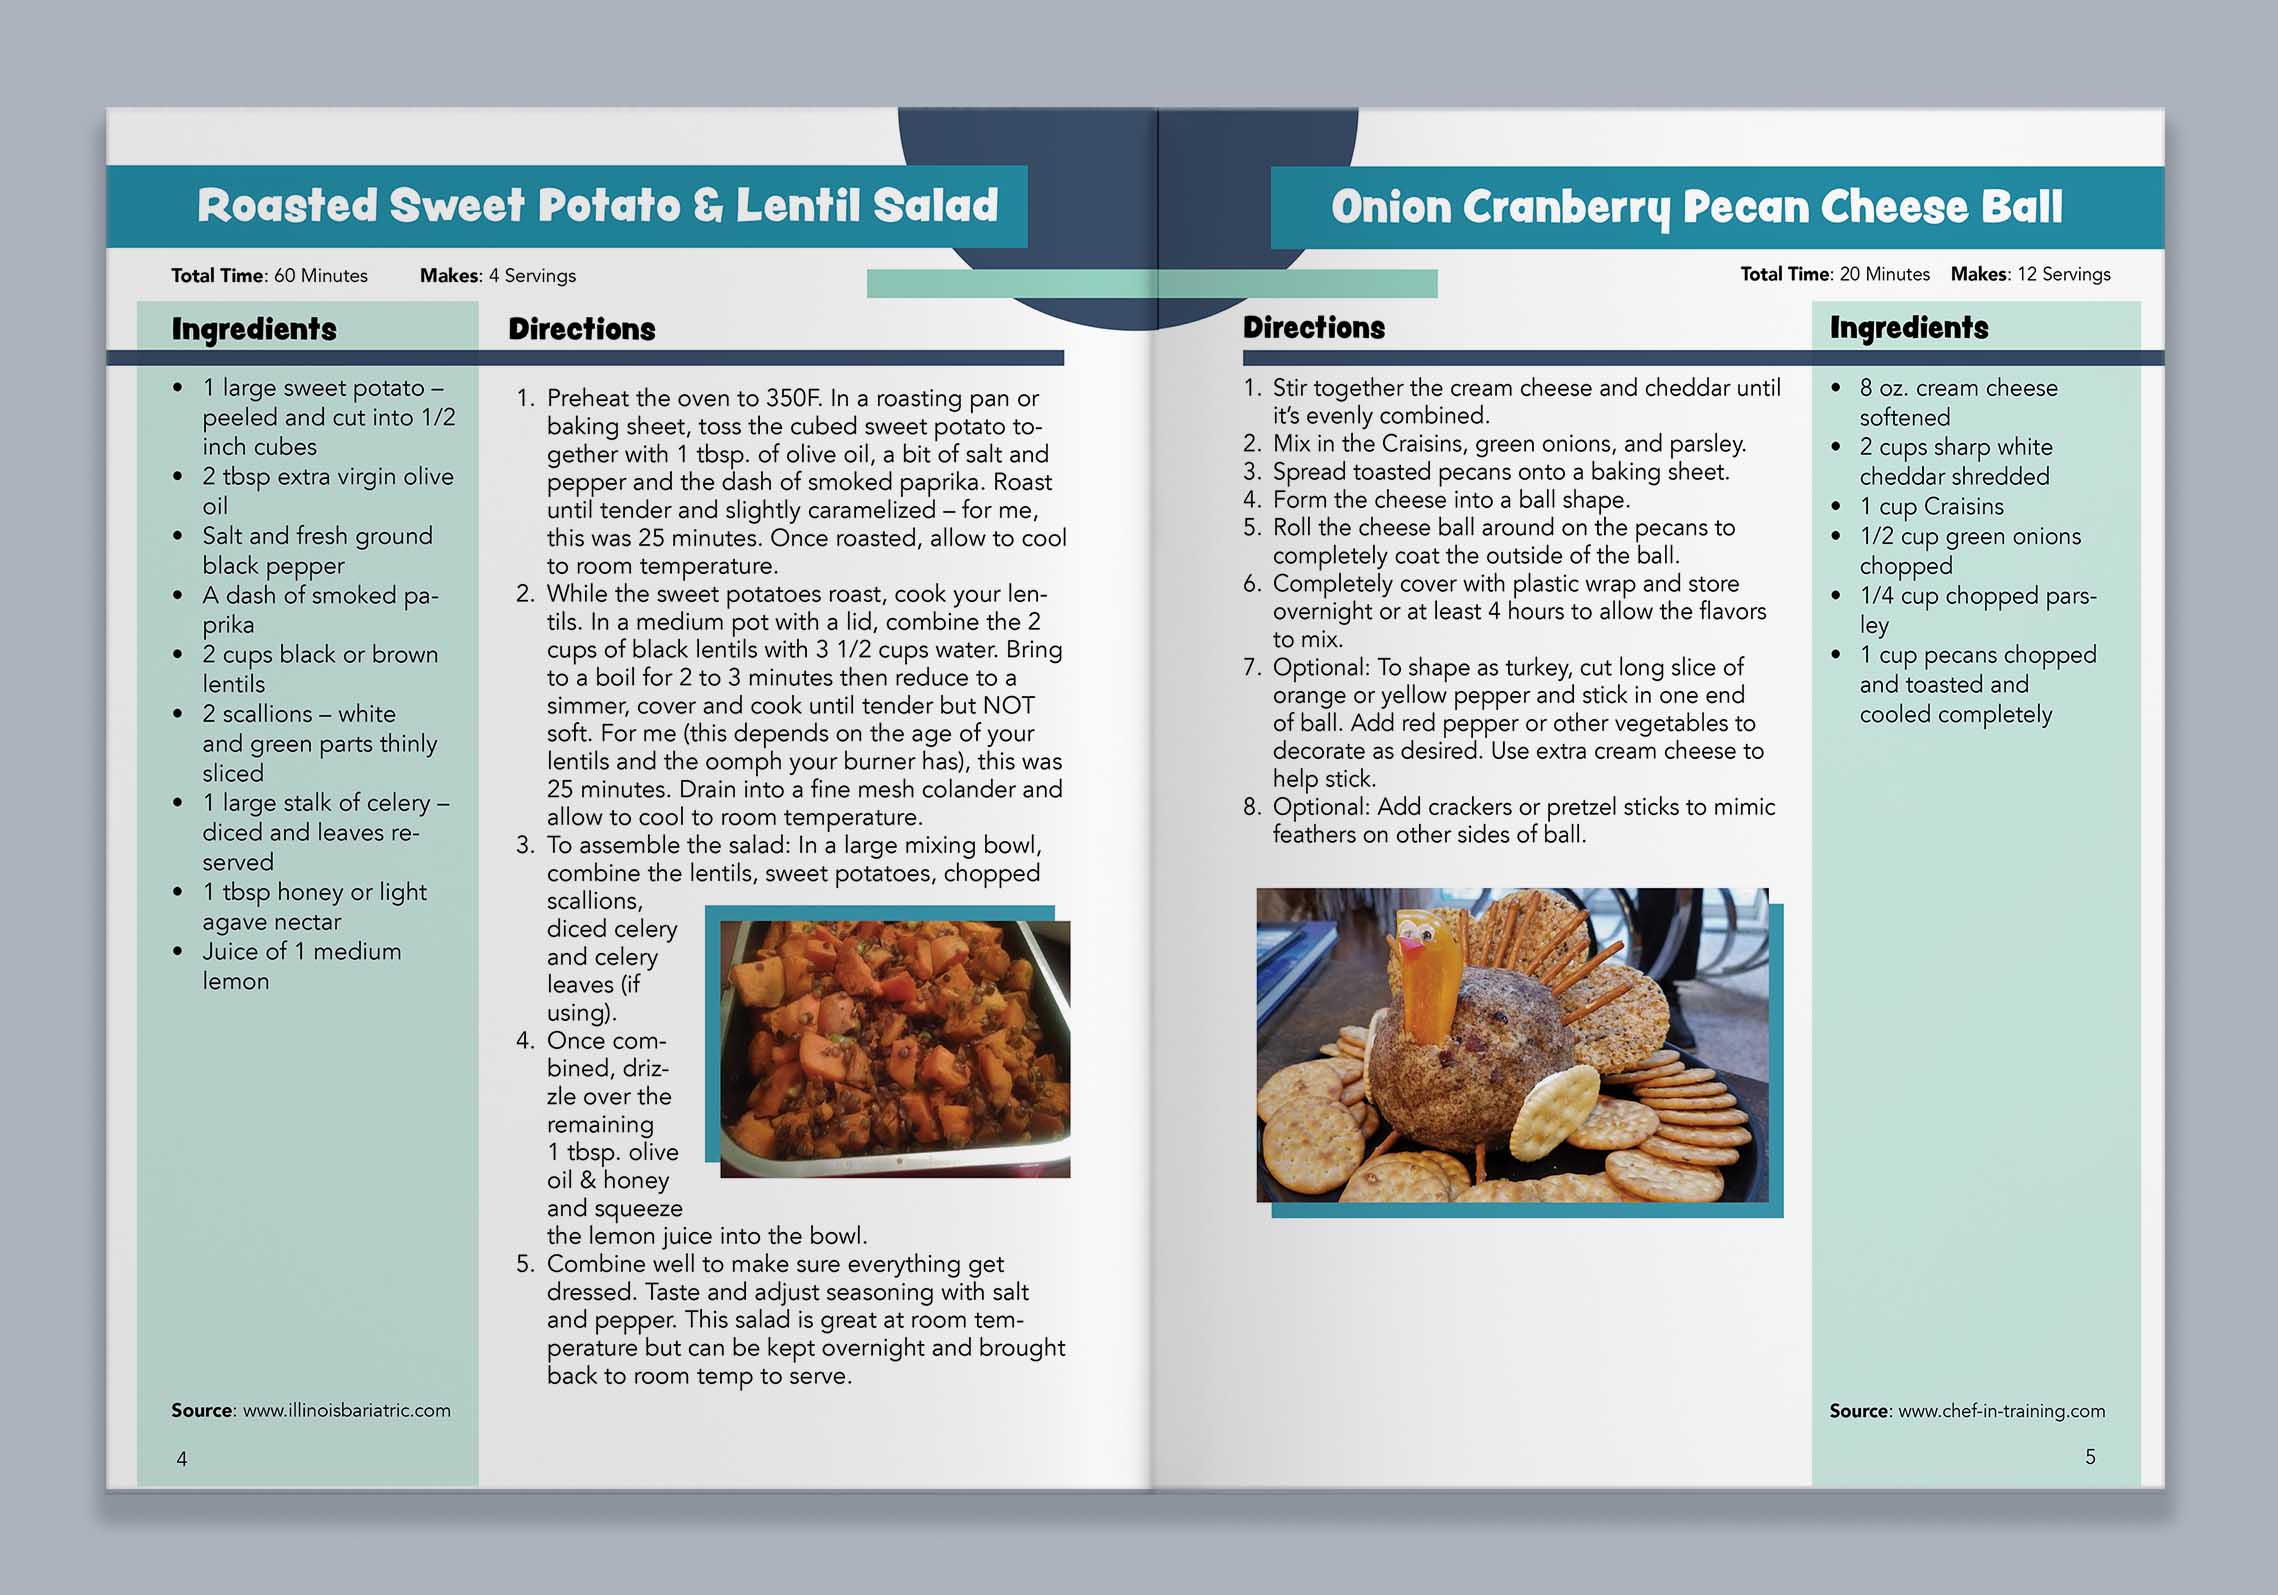 Roasted Sweet Potato & Lentil Salad
Total Time: 60 Minutes Makes: 4 Servings
Ingredients
• 1 large sweet potato –
peeled and cut into 1/2
inch cubes
• 2 tbsp extra virgin olive
oil
• Salt and fresh ground
black pepper
• A dash of smoked pa-
prika
• 2 cups black or brown
lentils
• 2 scallions – white
and green parts thinly
sliced
• 1 large stalk of celery –
diced and leaves re-
served
• 1 tbsp honey or light
agave nectar
• Juice of 1 medium
lemon
Source: www.illinoisbariatric.com
4
Directions
1. Preheat the oven to 350F. In a roasting pan or
baking sheet, toss the cubed sweet potato to-
gether with 1 tbsp. of olive oil, a bit of salt and
pepper and the dash of smoked paprika. Roast
until tender and slightly caramelized – for me,
this was 25 minutes. Once roasted, allow to cool
to room temperature.
2. While the sweet potatoes roast, cook your len-
tils. In a medium pot with a lid, combine the 2
cups of black lentils with 3 1/2 cups water. Bring
to a boil for 2 to 3 minutes then reduce to a
simmer, cover and cook until tender but NOT
soft. For me (this depends on the age of your
lentils and the oomph your burner has), this was
25 minutes. Drain into a fine mesh colander and
allow to cool to room temperature.
3. To assemble the salad: In a large mixing bowl,
combine the lentils, sweet potatoes, chopped
scallions,
diced celery
and celery
leaves (if
using).
4. Once com-
bined, driz-
zle over the
remaining
1 tbsp. olive
oil & honey
and squeeze
the lemon juice into the bowl.
5. Combine well to make sure everything get
dressed. Taste and adjust seasoning with salt
and pepper. This salad is great at room tem-
perature but can be kept overnight and brought
back to room temp to serve.
Onion Cranberry Pecan Cheese Ball
Total Time: 20 Minutes Makes: 12 Servings
Directions
1. Stir together the cream cheese and cheddar until
it’s evenly combined.
2. Mix in the Craisins, green onions, and parsley.
3. Spread toasted pecans onto a baking sheet.
4. Form the cheese into a ball shape.
5. Roll the cheese ball around on the pecans to
completely coat the outside of the ball.
6. Completely cover with plastic wrap and store
overnight or at least 4 hours to allow the flavors
to mix.
7. Optional: To shape as turkey, cut long slice of
orange or yellow pepper and stick in one end
of ball. Add red pepper or other vegetables to
decorate as desired. Use extra cream cheese to
help stick.
8. Optional: Add crackers or pretzel sticks to mimic
feathers on other sides of ball.
Ingredients
• 8 oz. cream cheese
softened
• 2 cups sharp white
cheddar shredded
• 1 cup Craisins
• 1/2 cup green onions
chopped
• 1/4 cup chopped pars-
ley
• 1 cup pecans chopped
and toasted and
cooled completely
Source: www.chef-in-training.com
5